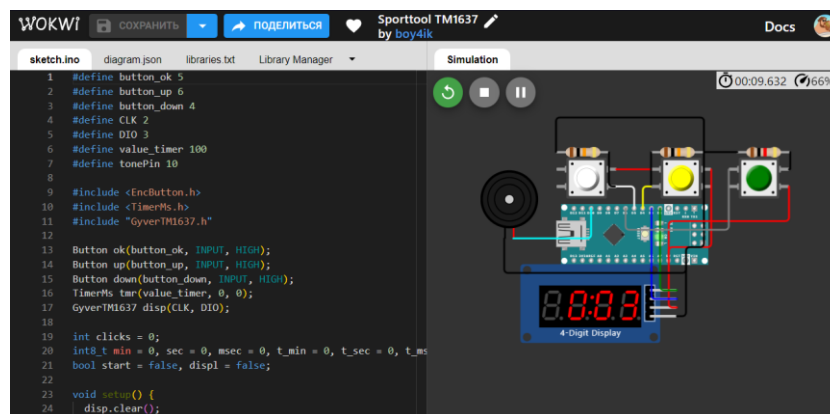 WOKWI СОХРАНИТЬ ПОДЕЛИТЬСЯ Sporttool TM1637 Docs
by boy4ik
sketch.ino diagram.json libraries.txt Library Manager Simulation
00:09.632 66%
1 #define button_ok 5
2 #define button_up 6
3 #define button_down 4
4 #define CLK 2
5 #define DIO 3
6 #define value_timer 100
7 #define tonePin 10
8
9 #include <EncButton.h>
10 #include <TimerMs.h>
11 #include "GyverTM1637.h"
12
13 Button ok(button_ok, INPUT, HIGH);
14 Button up(button_up, INPUT, HIGH);
15 Button down(button_down, INPUT, HIGH);
16 TimerMs tmr(value_timer, 0, 0);
17 GyverTM1637 disp(CLK, DIO);
18
19 int clicks = 0;
20 int8_t min = 0, sec = 0, msec = 0, t_min = 0, t_sec = 0, t_ms
21 bool start = false, displ = false;
22
23 void setup() {
24 disp.clear();
0:03
4-Digit Display